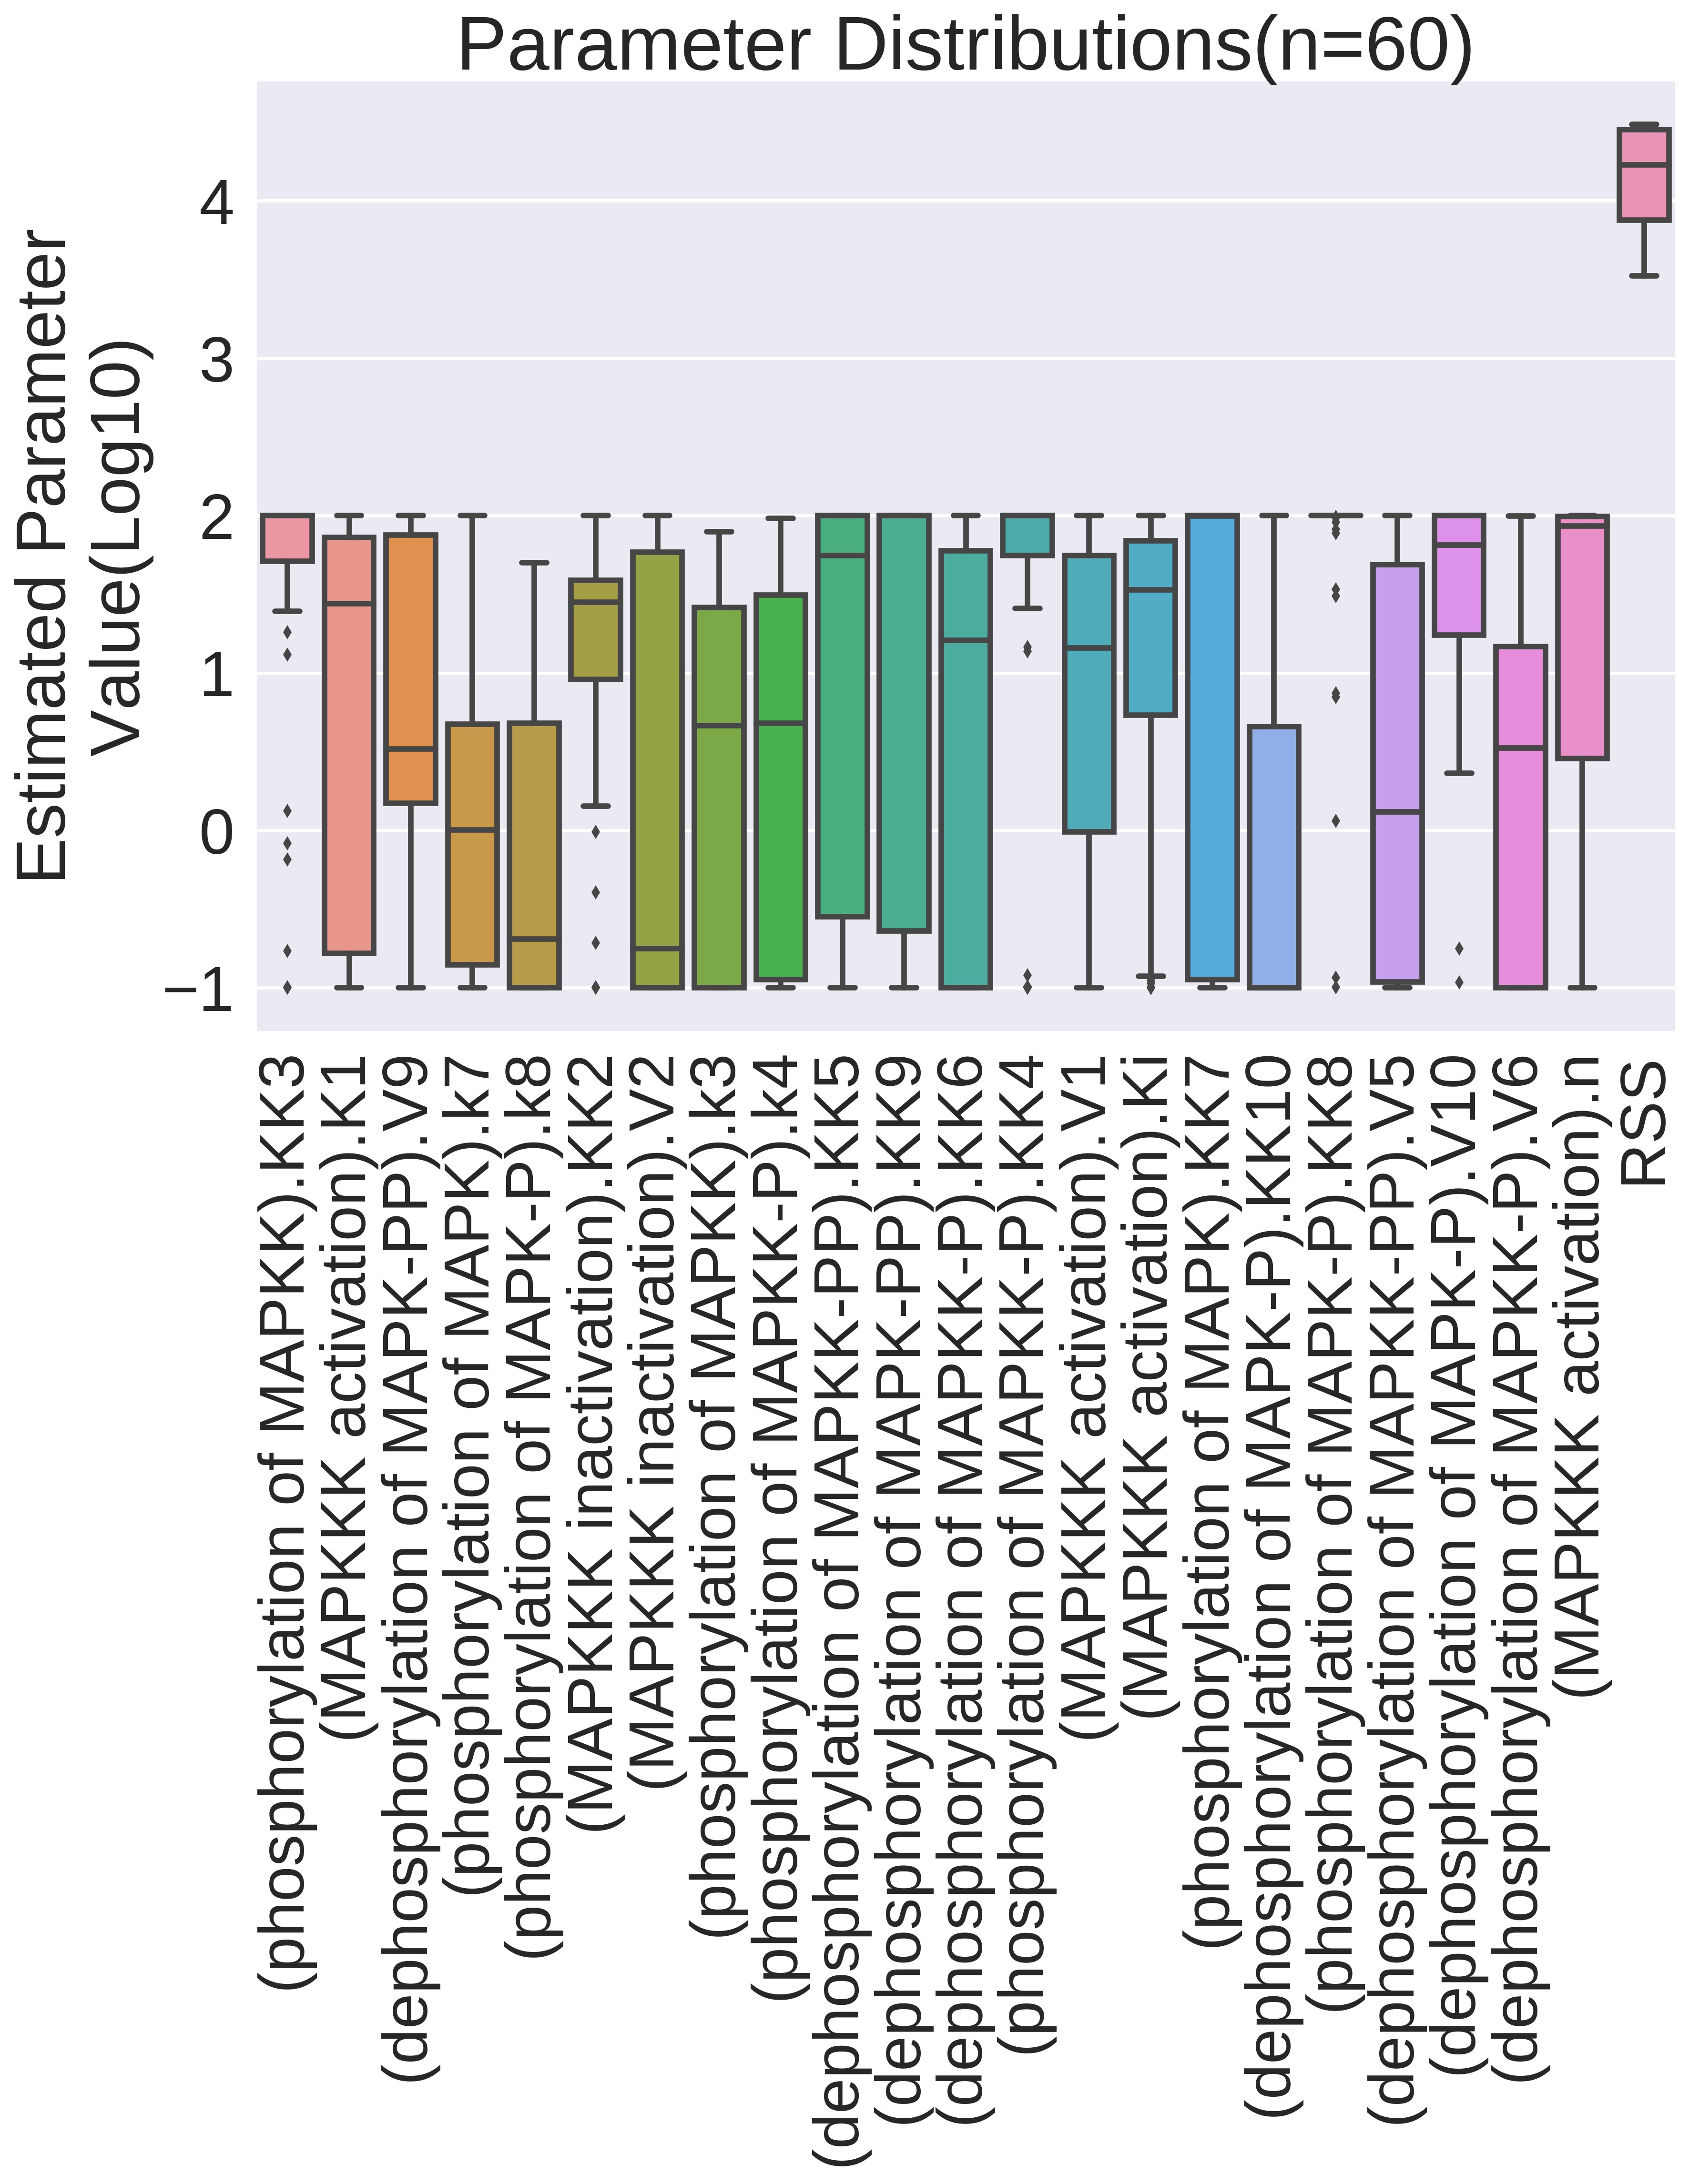 Parameter Distributions(n=60)
Estimated Parameter
Value(Log10)
4
3
2
1
0
−1
(phosphorylation of MAPKK).KK3
(MAPKKK activation).K1
(dephosphorylation of MAPK-PP).V9
(phosphorylation of MAPK).k7
(phosphorylation of MAPK-P).k8
(MAPKKK inactivation).KK2
(MAPKKK inactivation).V2
(phosphorylation of MAPKK).k3
(phosphorylation of MAPKK-P).k4
(dephosphorylation of MAPKK-PP).KK5
(dephosphorylation of MAPK-PP).KK9
(dephosphorylation of MAPKK-P).KK6
(phosphorylation of MAPKK-P).KK4
(MAPKKK activation).V1
(MAPKKK activation).Ki
(phosphorylation of MAPK).KK7
(dephosphorylation of MAPK-P).KK10
(phosphorylation of MAPK-P).KK8
(dephosphorylation of MAPKK-PP).V5
(dephosphorylation of MAPK-P).V10
(dephosphorylation of MAPKK-P).V6
(MAPKKK activation).n
RSS